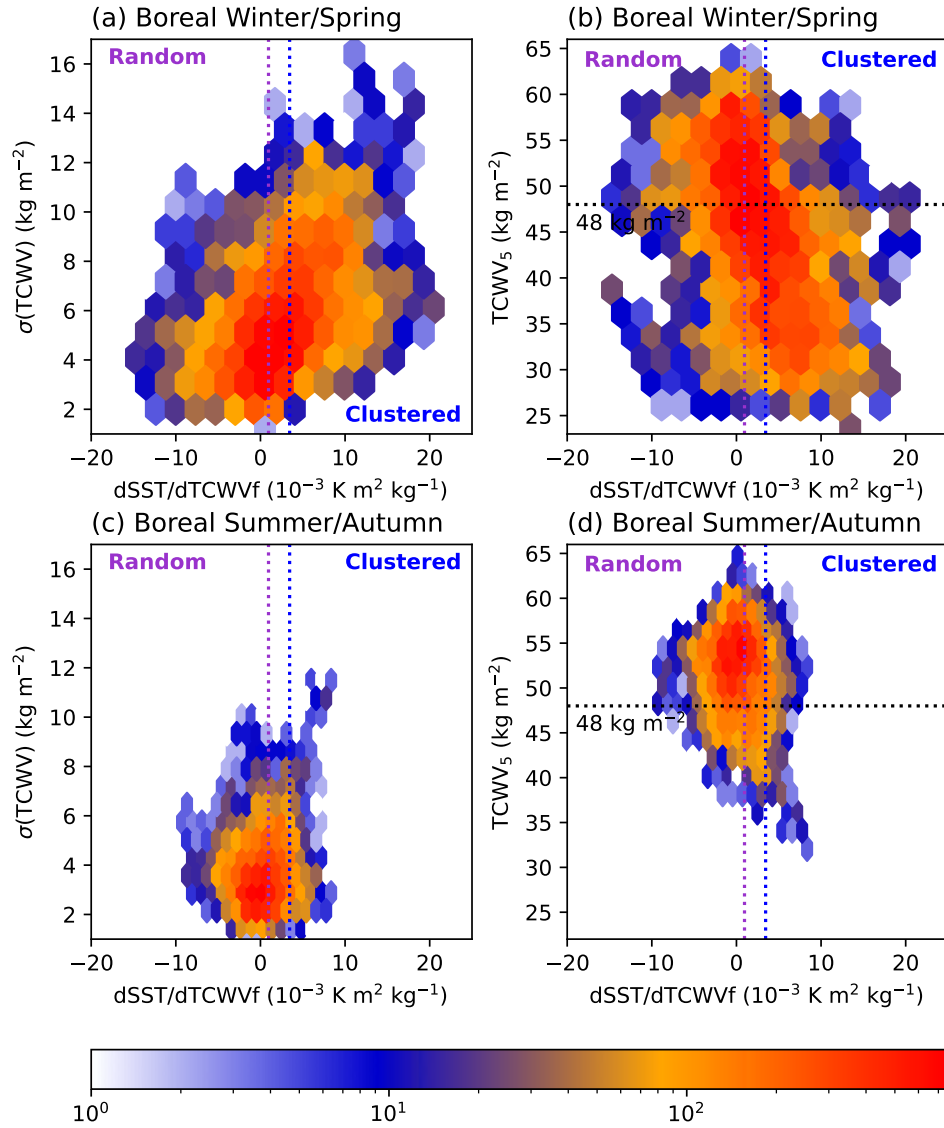 (a) Boreal Winter/Spring
(b) Boreal Winter/Spring
16
14
12
10
8
6
4
2
σ(TCWV) (kg m⁻²)
Random
Clustered
−20 −10 0 10 20
dSST/dTCWVf (10⁻³ K m² kg⁻¹)
65
60
55
50
45
40
35
30
25
TCWV₅ (kg m⁻²)
Random
Clustered
48 kg m⁻²
−20 −10 0 10 20
dSST/dTCWVf (10⁻³ K m² kg⁻¹)
(c) Boreal Summer/Autumn
(d) Boreal Summer/Autumn
16
14
12
10
8
6
4
2
σ(TCWV) (kg m⁻²)
Random
Clustered
−20 −10 0 10 20
dSST/dTCWVf (10⁻³ K m² kg⁻¹)
65
60
55
50
45
40
35
30
25
TCWV₅ (kg m⁻²)
Random
Clustered
48 kg m⁻²
−20 −10 0 10 20
dSST/dTCWVf (10⁻³ K m² kg⁻¹)
10⁰ 10¹ 10²